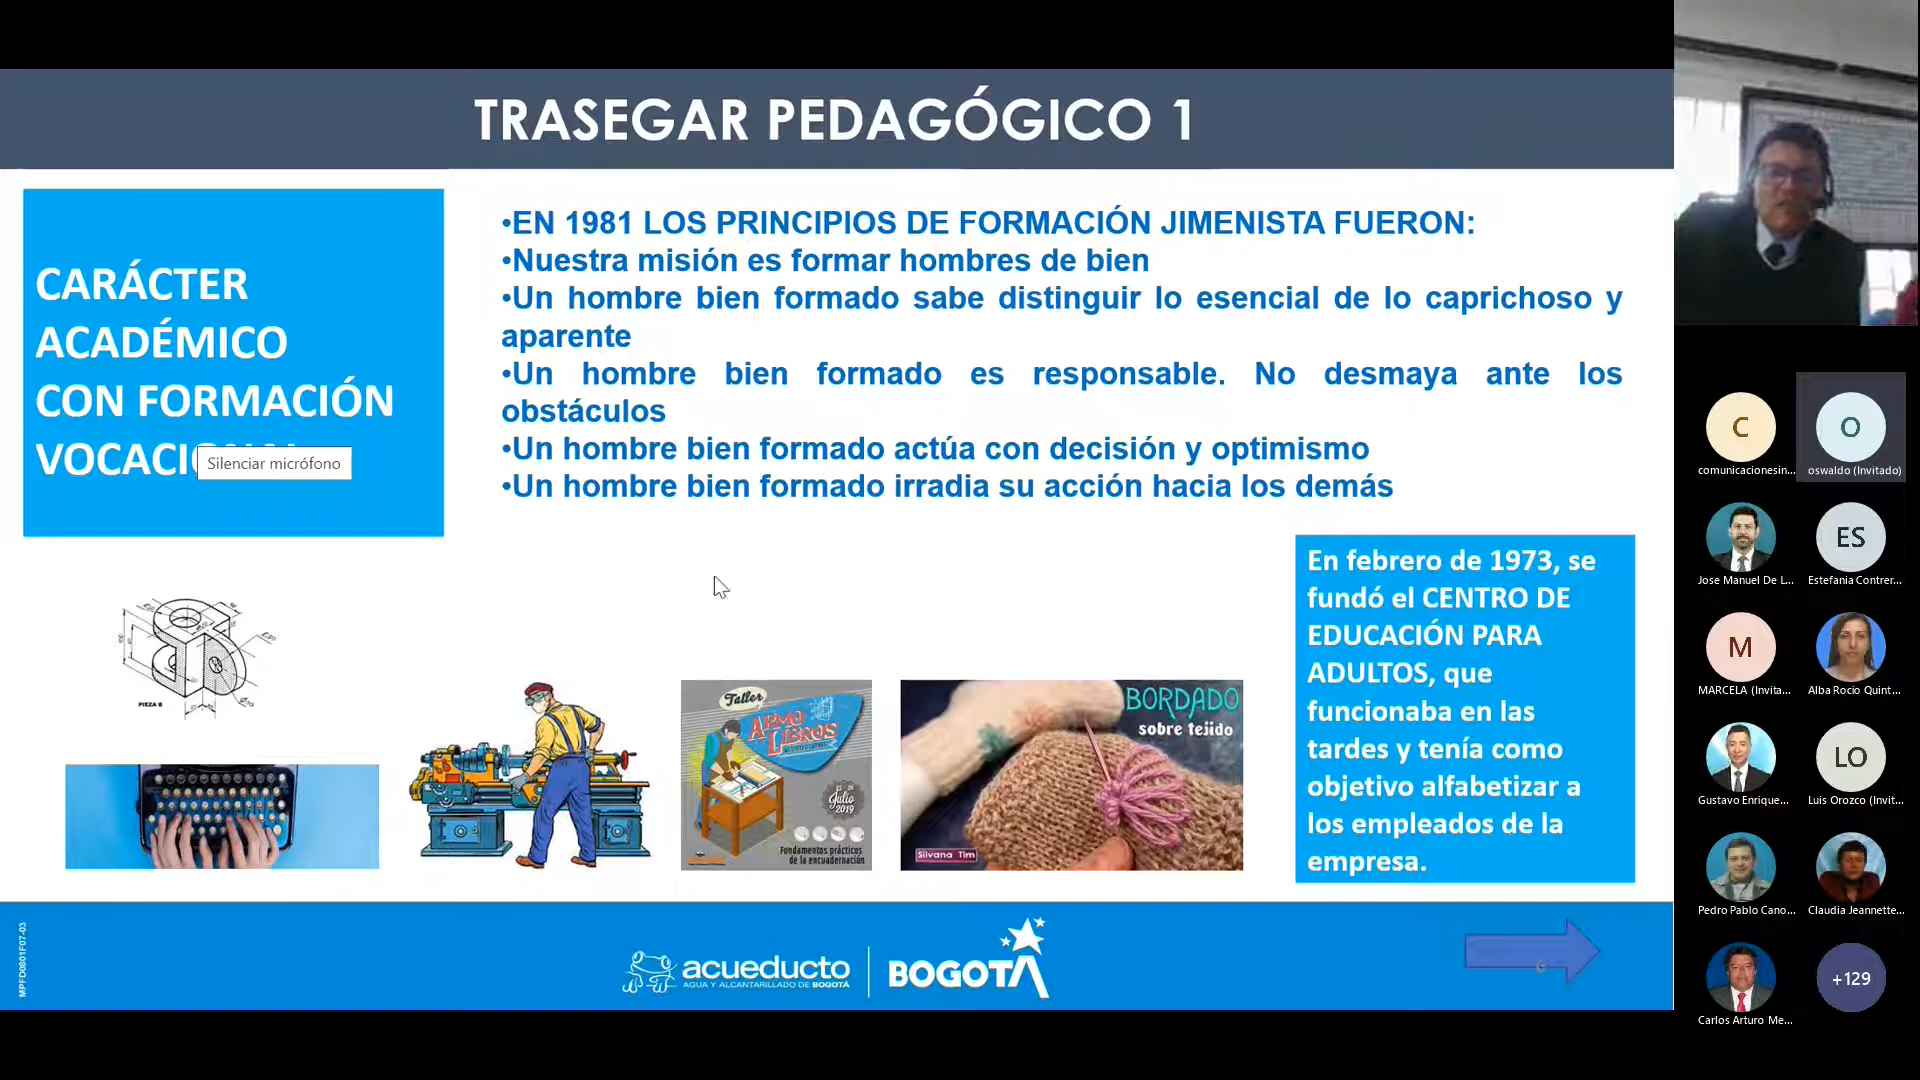 TRASEGAR PEDAGÓGICO 1
CARÁCTER
ACADÉMICO
CON FORMACIÓN
Silenciar micrófono
•EN 1981 LOS PRINCIPIOS DE FORMACIÓN JIMENISTA FUERON:
•Nuestra misión es formar hombres de bien
•Un hombre bien formado sabe distinguir lo esencial de lo caprichoso y
aparente
•Un hombre bien formado es responsable. No desmaya ante los
obstáculos
•Un hombre bien formado actúa con decisión y optimismo
•Un hombre bien formado irradia su acción hacia los demás
En febrero de 1973, se
fundó el CENTRO DE
EDUCACIÓN PARA
ADULTOS, que
funcionaba en las
tardes y tenía como
objetivo alfabetizar a
los empleados de la
empresa.
PIEZA B
Taller
ARMO
LIBROS
Julio
2019
Fundamentos prácticos
de la encuadernación
BORDADO
sobre tejido
Silvana Tim
MPFD0801F07-03
acueducto
AGUA Y ALCANTARILLADO DE BOGOTÁ
BOGOTÁ
6
C
comunicacionesin...
O
oswaldo (Invitado)
Jose Manuel De L...
ES
Estefania Contrer...
M
MARCELA (Invita...
Alba Rocio Quint...
Gustavo Enrique...
LO
Luis Orozco (Invit...
Pedro Pablo Cano...
Claudia Jeannette...
Carlos Arturo Me...
+129